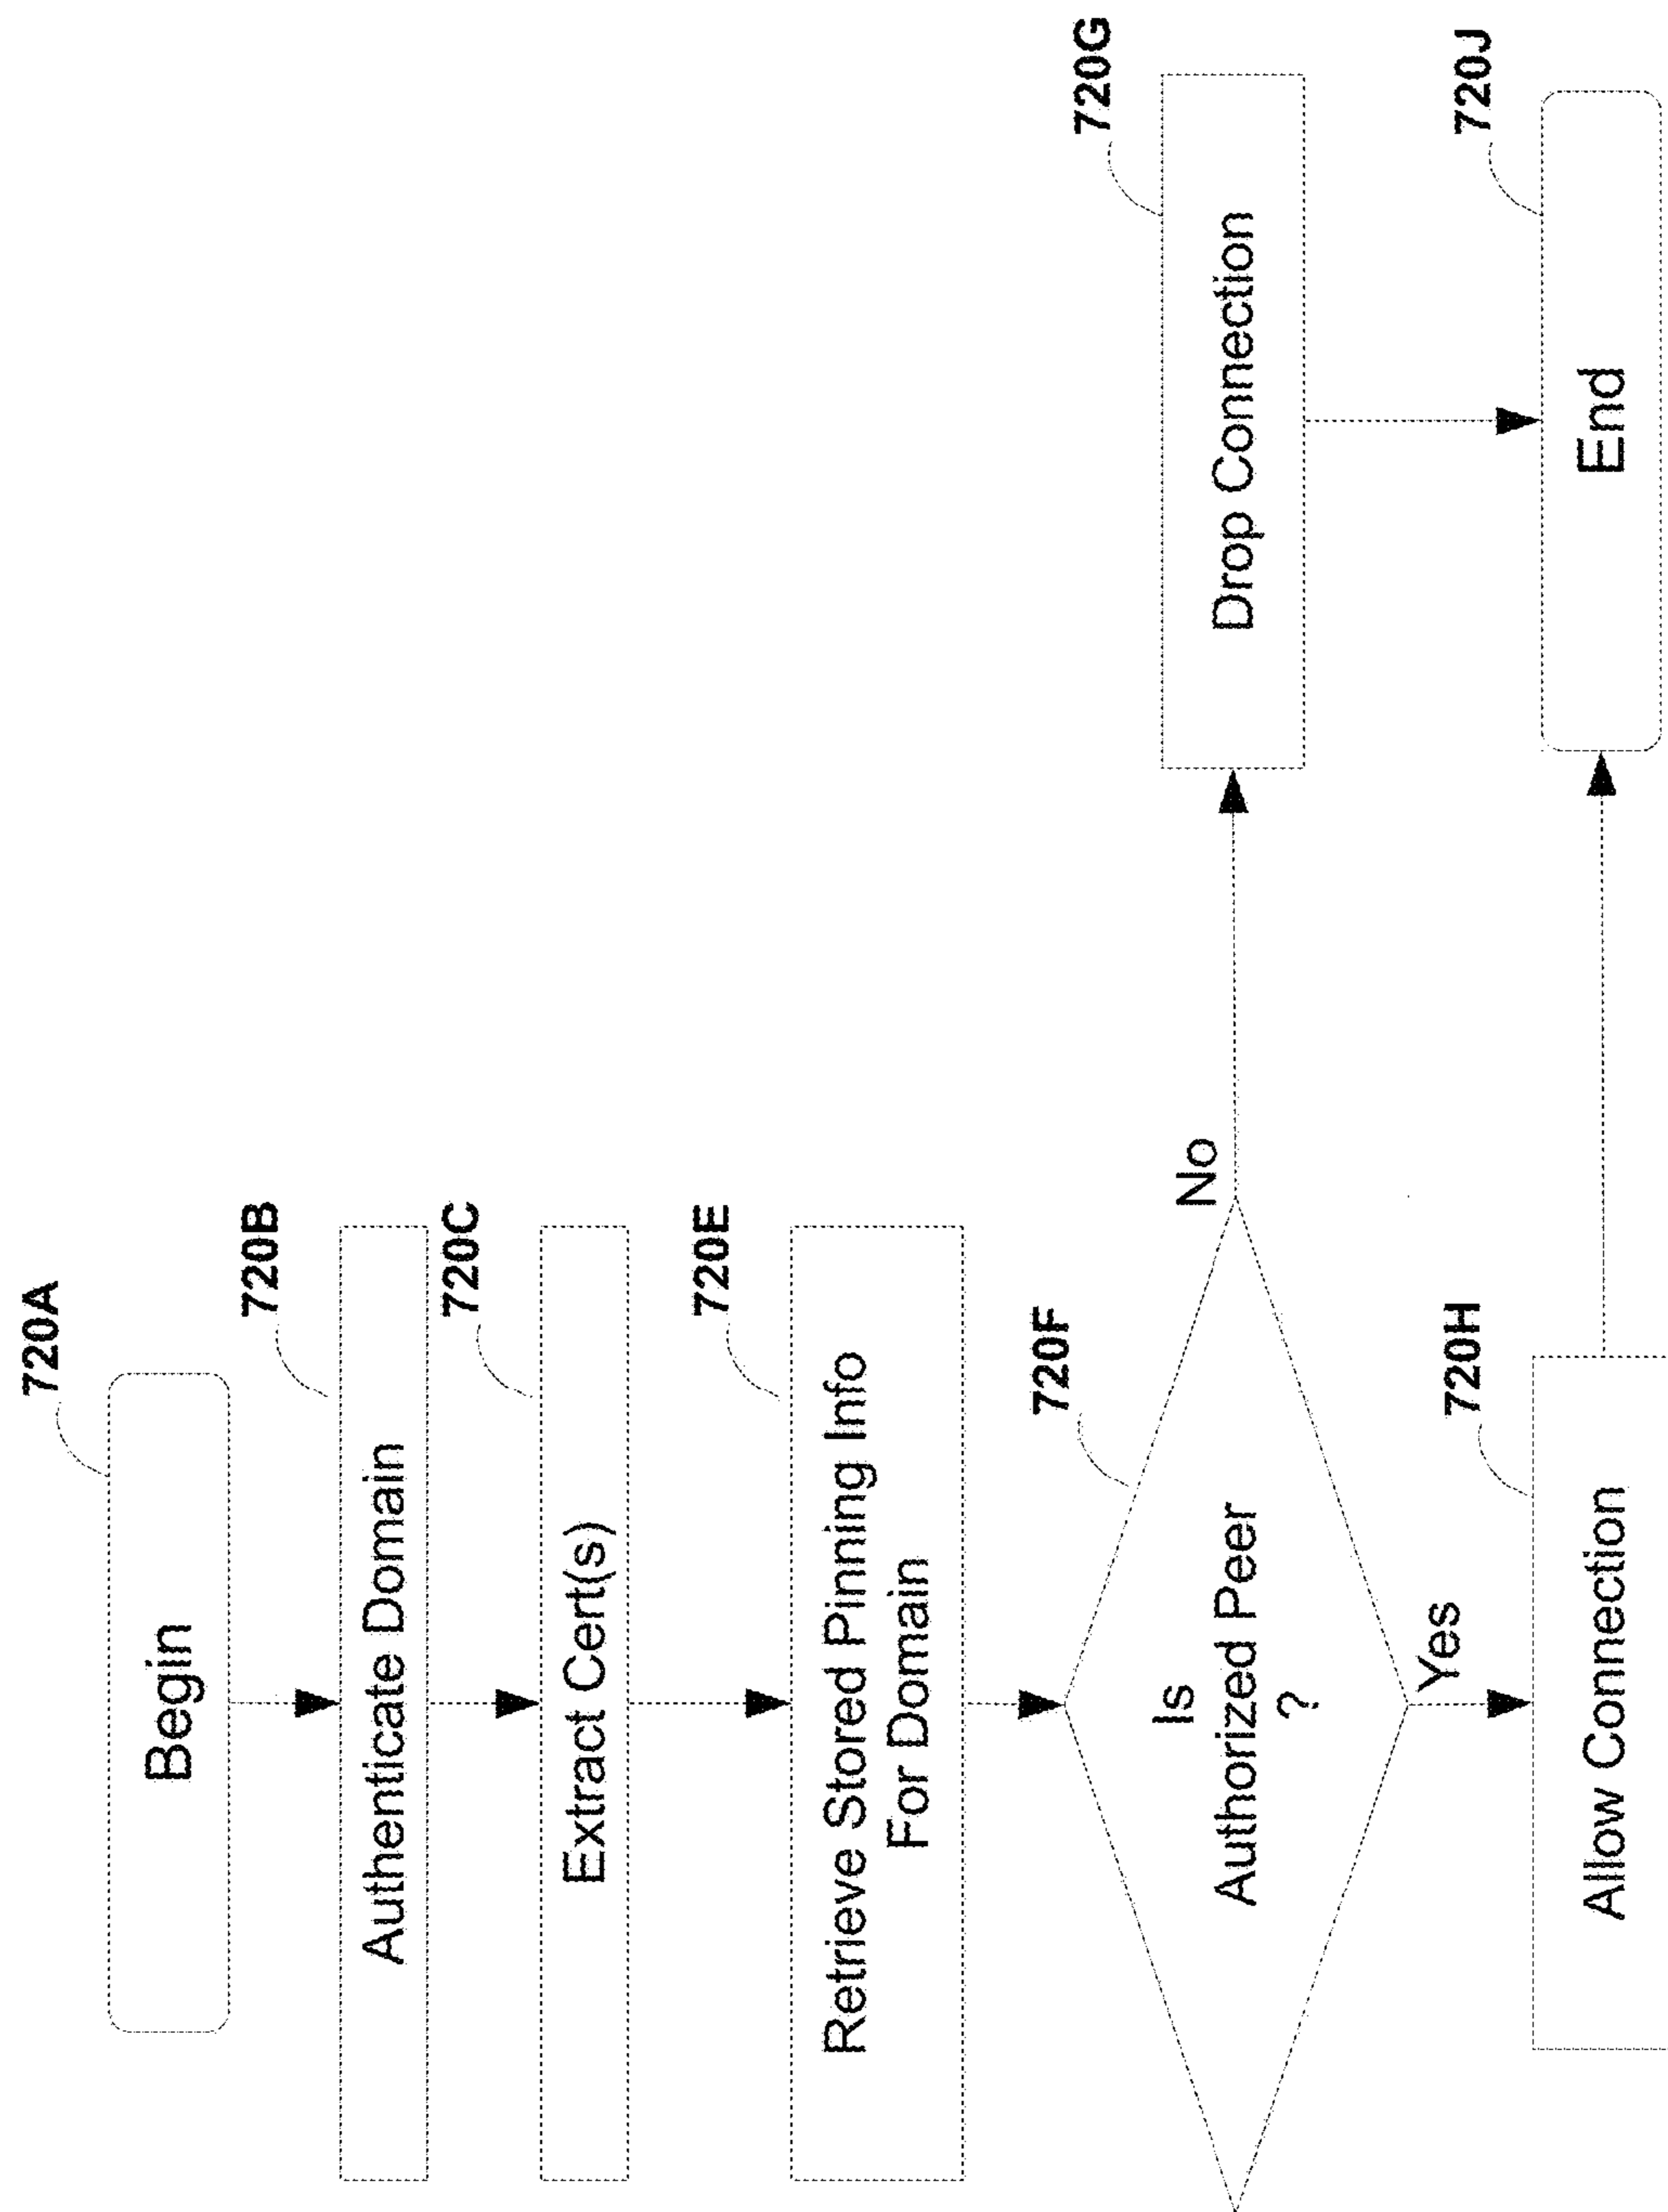 720A
Begin
720B
Authenticate Domain
720C
Extract Cert(s)
720E
Retrieve Stored Pinning Info
For Domain
720F
Is
Authorized Peer
?
No
720G
Drop Connection
Yes
720H
Allow Connection
720J
End